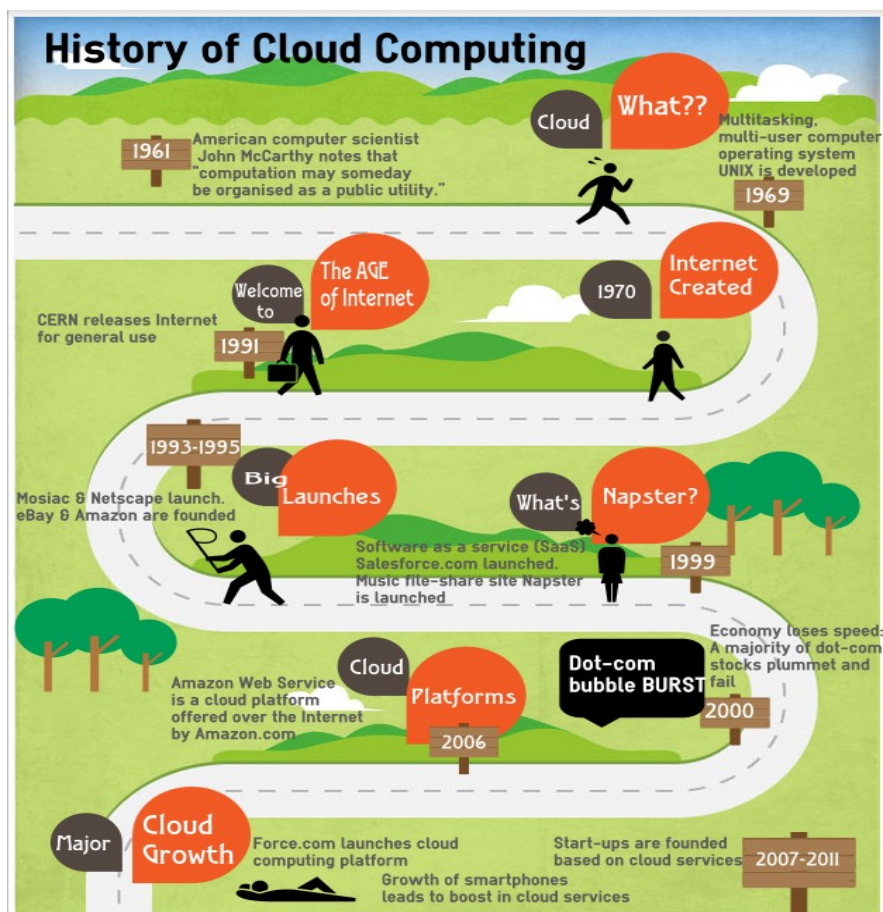 History of Cloud Computing
Cloud
What??
1961
American computer scientist
John McCarthy notes that
"computation may someday
be organised as a public utility."
Multitasking,
multi-user computer
operating system
UNIX is developed
1969
Welcome
to
The AGE
of Internet
1970
Internet
Created
CERN releases Internet
for general use
1991
1993-1995
Big
Launches
Mosiac & Netscape launch.
eBay & Amazon are founded
What's
Napster?
Software as a service (SaaS)
Salesforce.com launched.
Music file-share site Napster
is launched
1999
Economy loses speed:
A majority of dot-com
stocks plummet and
fail
Dot-com
bubble BURST
2000
Cloud
Platforms
Amazon Web Service
is a cloud platform
offered over the Internet
by Amazon.com
2006
Major
Cloud
Growth
Force.com launches cloud
computing platform
Growth of smartphones
leads to boost in cloud services
Start-ups are founded
based on cloud services
2007-2011